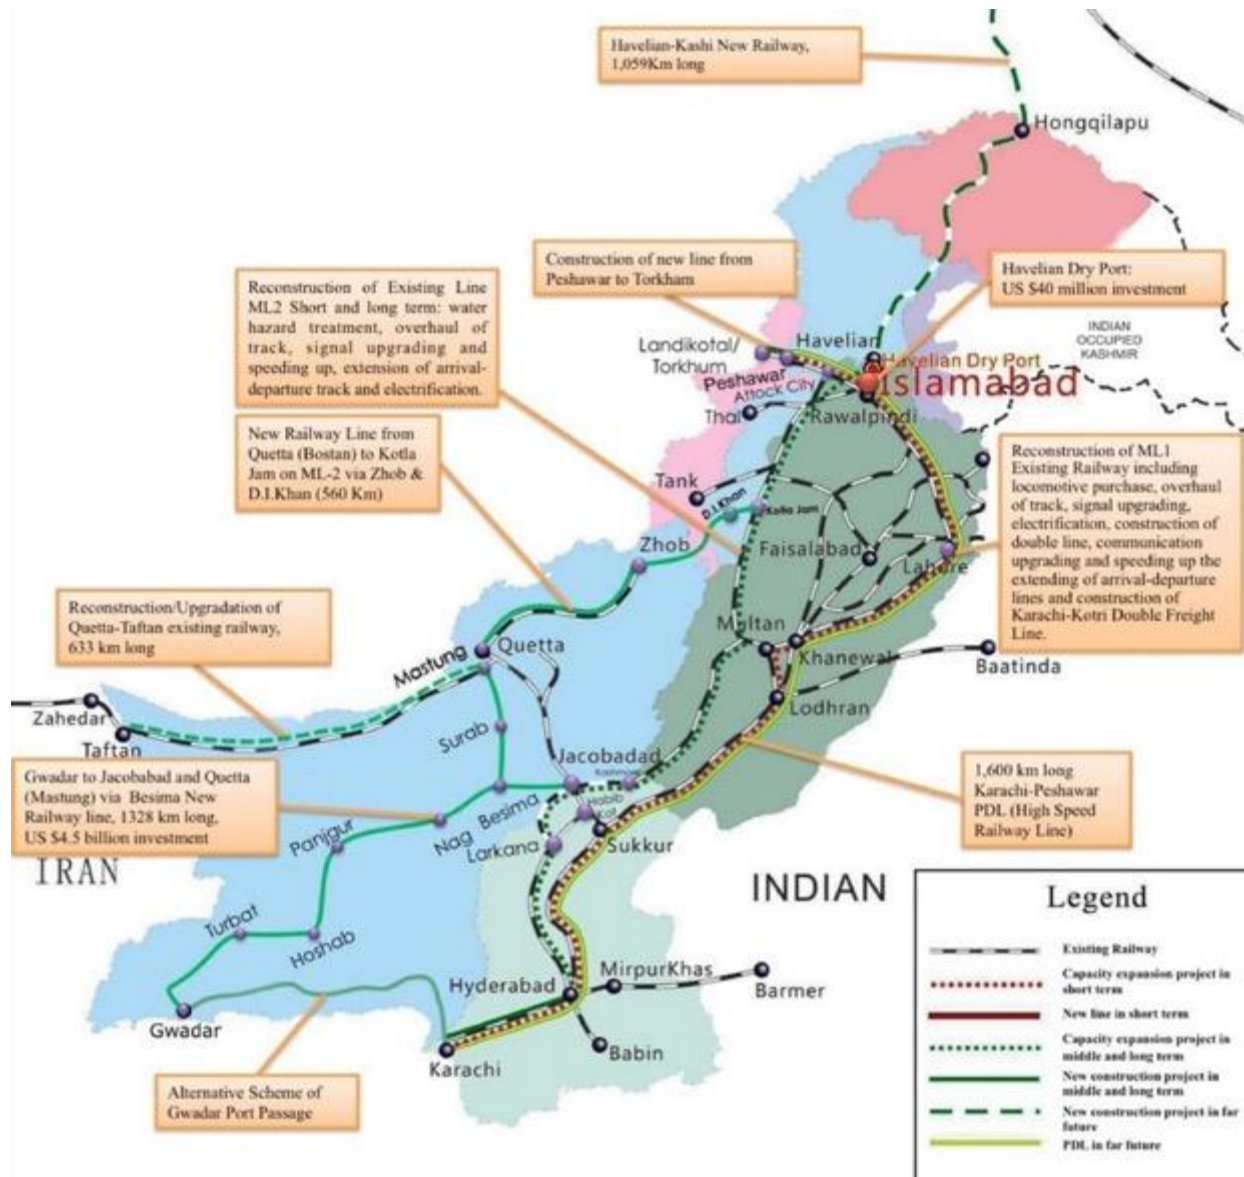 Havelian-Kashi New Railway,
1,059Km long
Hongqilapu
Construction of new line from
Peshawar to Torkham
Havelian Dry Port:
US $40 million investment
Reconstruction of Existing Line
ML2 Short and long term: water
hazard treatment, overhaul of
track, signal upgrading and
speeding up, extension of arrival-
departure track and electrification.
INDIAN
OCCUPIED
KASHMIR
Landikotal/
Torkhum
Havelian
Havelian Dry Port
Peshawar
Attock City
Islamabad
Thal
Rawalpindi
New Railway Line from
Quetta (Bostan) to Kotla
Jam on ML-2 via Zhob &
D.I.Khan (560 Km)
Reconstruction of ML1
Existing Railway including
locomotive purchase, overhaul
of track, signal upgrading,
electrification, construction of
double line, communication
upgrading and speeding up the
extending of arrival-departure
lines and construction of
Karachi-Kotri Double Freight
Line.
Tank
D.I.Khan
Kotla Jam
Zhob
Faisalabad
Lahore
Reconstruction/Upgradation of
Quetta-Taftan existing railway,
633 km long
Multan
Khanewal
Baatinda
Mastung
Quetta
Lodhran
Zahedar
Taftan
Surab
Jacobadad
Kashmore
Gwadar to Jacobabad and Quetta
(Mastung) via Besima New
Railway line, 1328 km long,
US $4.5 billion investment
1,600 km long
Karachi-Peshawar
PDL (High Speed
Railway Line)
Panjgur
Nag
Besima
Habib
Kot
Larkana
Sukkur
IRAN
INDIAN
Turbat
Hoshab
Gwadar
Hyderabad
MirpurKhas
Barmer
Babin
Karachi
Alternative Scheme of
Gwadar Port Passage
Legend
Existing Railway
Capacity expansion project in
short term
New line in short term
Capacity expansion project in
middle and long term
New construction project in
middle and long term
New construction project in far
future
PDL in far future